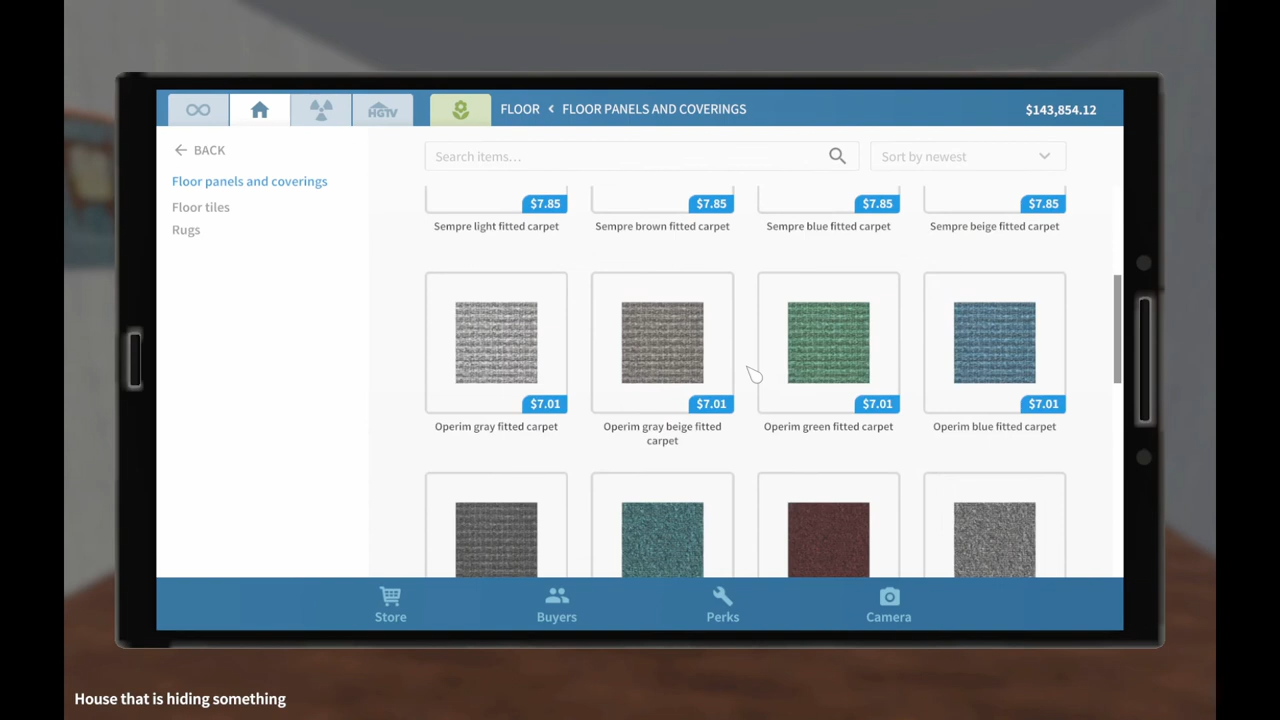 HGTV
FLOOR < FLOOR PANELS AND COVERINGS
$143,854.12
← BACK
Search items...
Sort by newest
Floor panels and coverings
Floor tiles
Rugs
$7.85 $7.85 $7.85 $7.85
Sempre light fitted carpet Sempre brown fitted carpet Sempre blue fitted carpet Sempre beige fitted carpet
$7.01 $7.01 $7.01 $7.01
Operim gray fitted carpet Operim gray beige fitted carpet Operim green fitted carpet Operim blue fitted carpet
Store Buyers Perks Camera
House that is hiding something